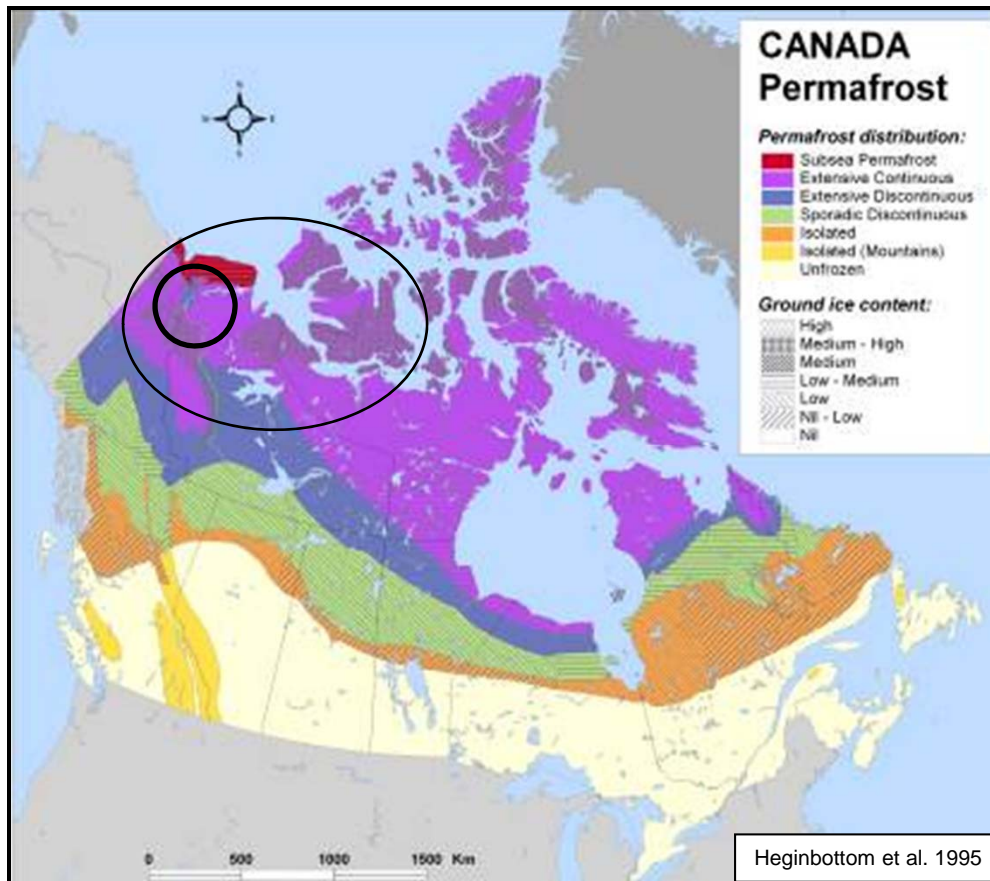 CANADA
Permafrost
Permafrost distribution:
Subsea Permafrost
Extensive Continuous
Extensive Discontinuous
Sporadic Discontinuous
Isolated
Isolated (Mountains)
Unfrozen
Ground ice content:
High
Medium - High
Medium
Low - Medium
Low
Nil - Low
Nil
0 500 1000 1500 Km
Heginbottom et al. 1995